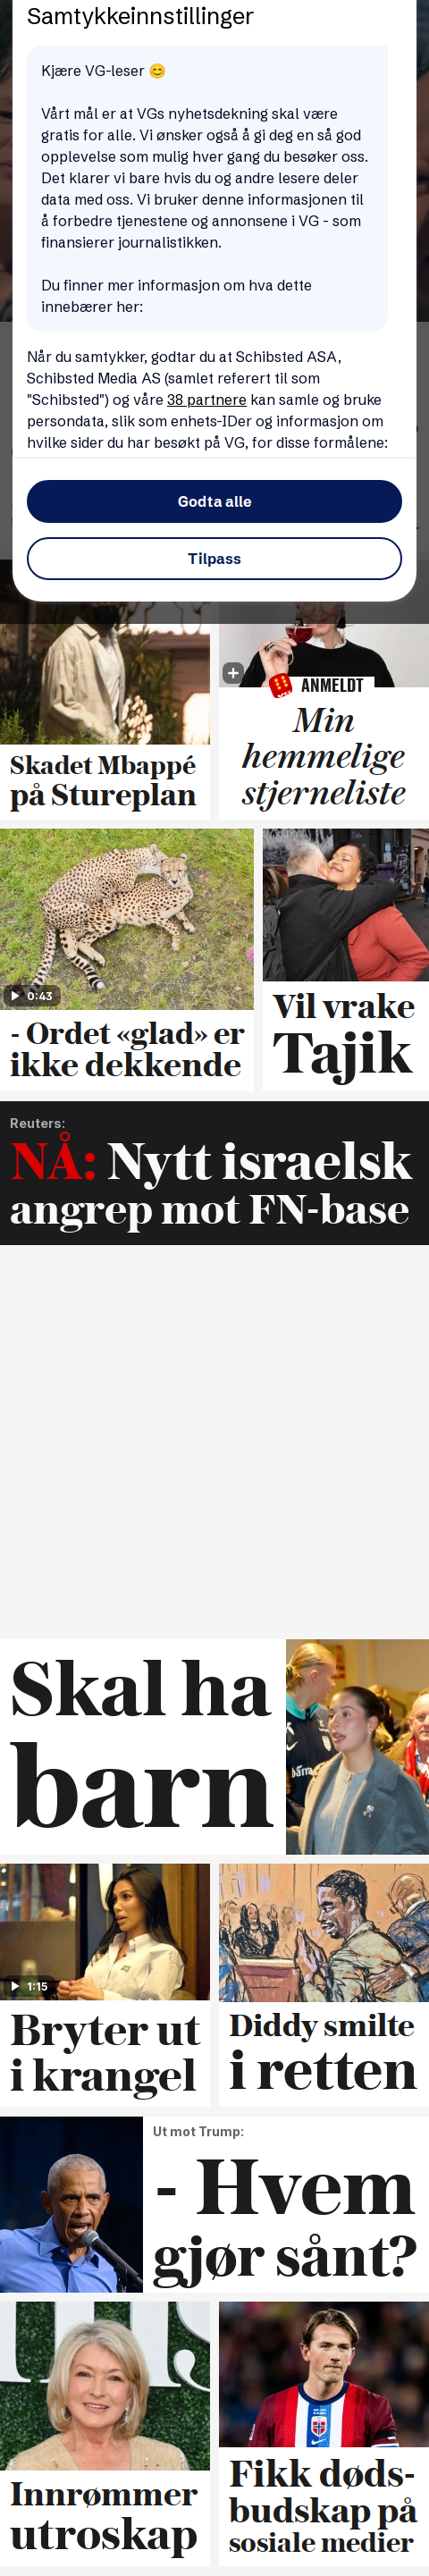 Samtykkeinnstillinger
Kjære VG-leser 😊
Vårt mål er at VGs nyhetsdekning skal være
gratis for alle. Vi ønsker også å gi deg en så god
opplevelse som mulig hver gang du besøker oss.
Det klarer vi bare hvis du og andre lesere deler
data med oss. Vi bruker denne informasjonen til
å forbedre tjenestene og annonsene i VG - som
finansierer journalistikken.
Du finner mer informasjon om hva dette
innebærer her:
Når du samtykker, godtar du at Schibsted ASA,
Schibsted Media AS (samlet referert til som
"Schibsted") og våre 38 partnere kan samle og bruke
persondata, slik som enhets-IDer og informasjon om
hvilke sider du har besøkt på VG, for disse formålene:
Godta alle
Tilpass
Skadet Mbappé
på Stureplan
ANMELDT
Min
hemmelige
stjerneliste
0:43
- Ordet «glad» er
ikke dekkende
Vil vrake
Tajik
Reuters:
NÅ: Nytt israelsk
angrep mot FN-base
Skal ha
barn
1:15
Bryter ut
i krangel
Diddy smilte
i retten
Ut mot Trump:
- Hvem
gjør sånt?
Innrømmer
utroskap
Fikk døds-
budskap på
sosiale medier